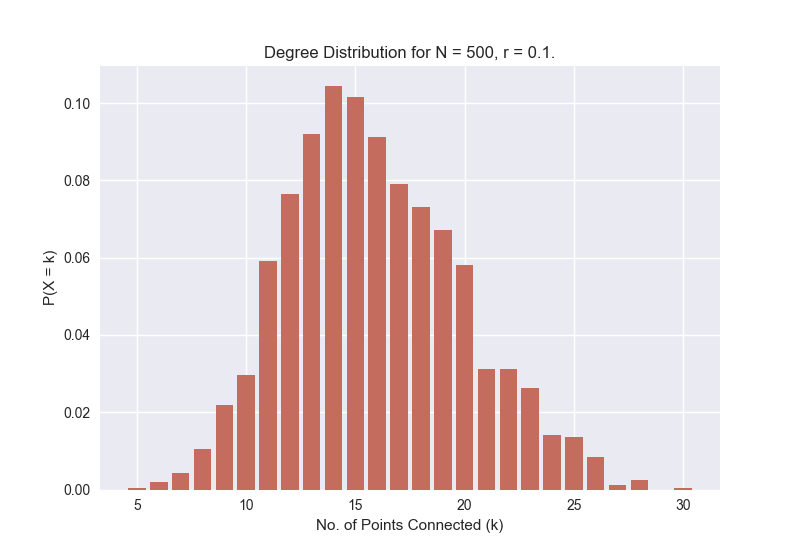 Degree Distribution for N = 500, r = 0.1.
P(X = k)
0.10
0.08
0.06
0.04
0.02
0.00
5 10 15 20 25 30
No. of Points Connected (k)